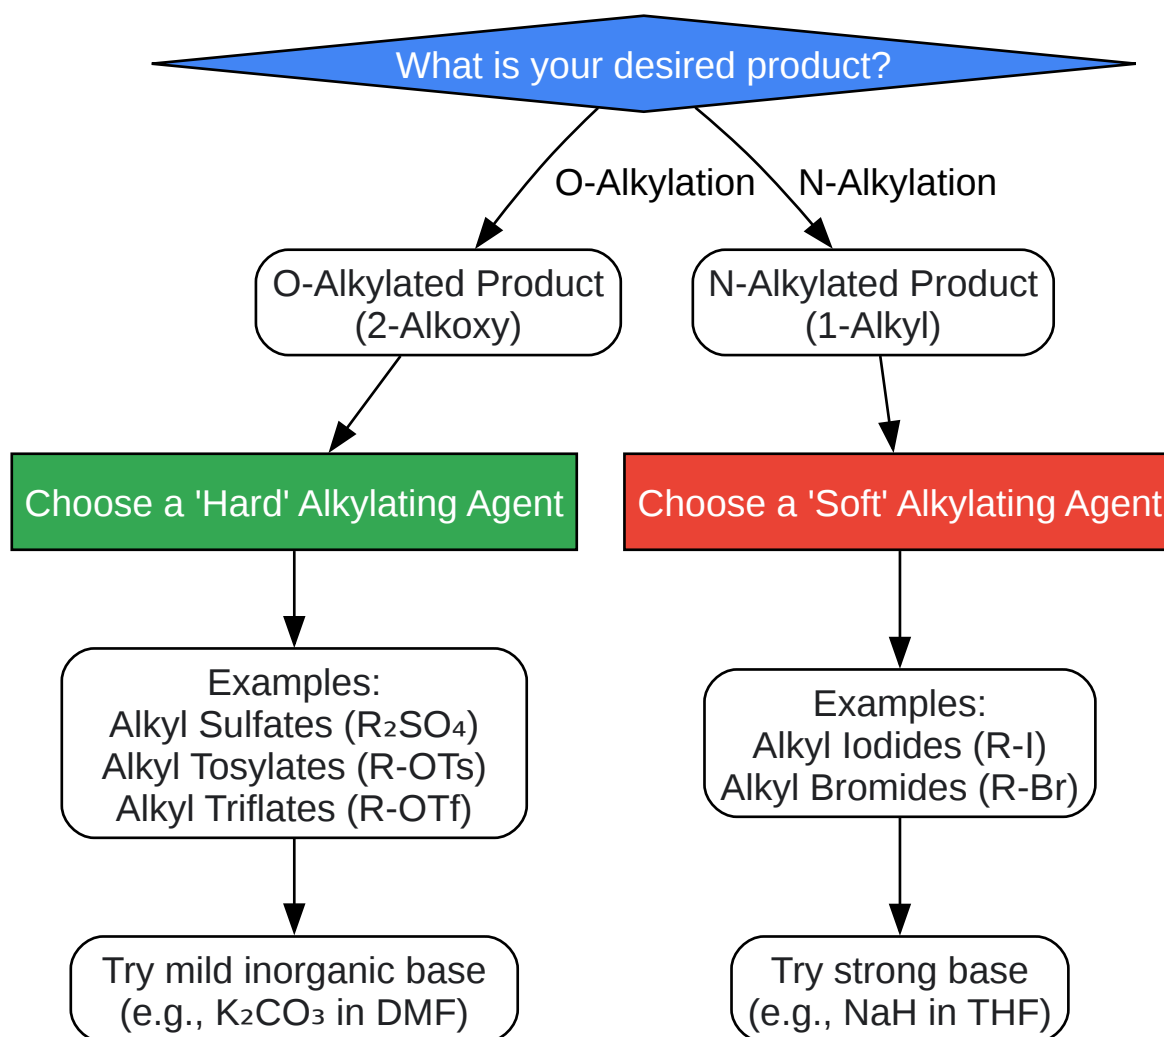 What is your desired product?
O-Alkylation
N-Alkylation
O-Alkylated Product
(2-Alkoxy)
N-Alkylated Product
(1-Alkyl)
Choose a 'Hard' Alkylating Agent
Choose a 'Soft' Alkylating Agent
Examples:
Alkyl Sulfates (R₂SO₄)
Alkyl Tosylates (R-OTs)
Alkyl Triflates (R-OTf)
Examples:
Alkyl Iodides (R-I)
Alkyl Bromides (R-Br)
Try mild inorganic base
(e.g., K₂CO₃ in DMF)
Try strong base
(e.g., NaH in THF)